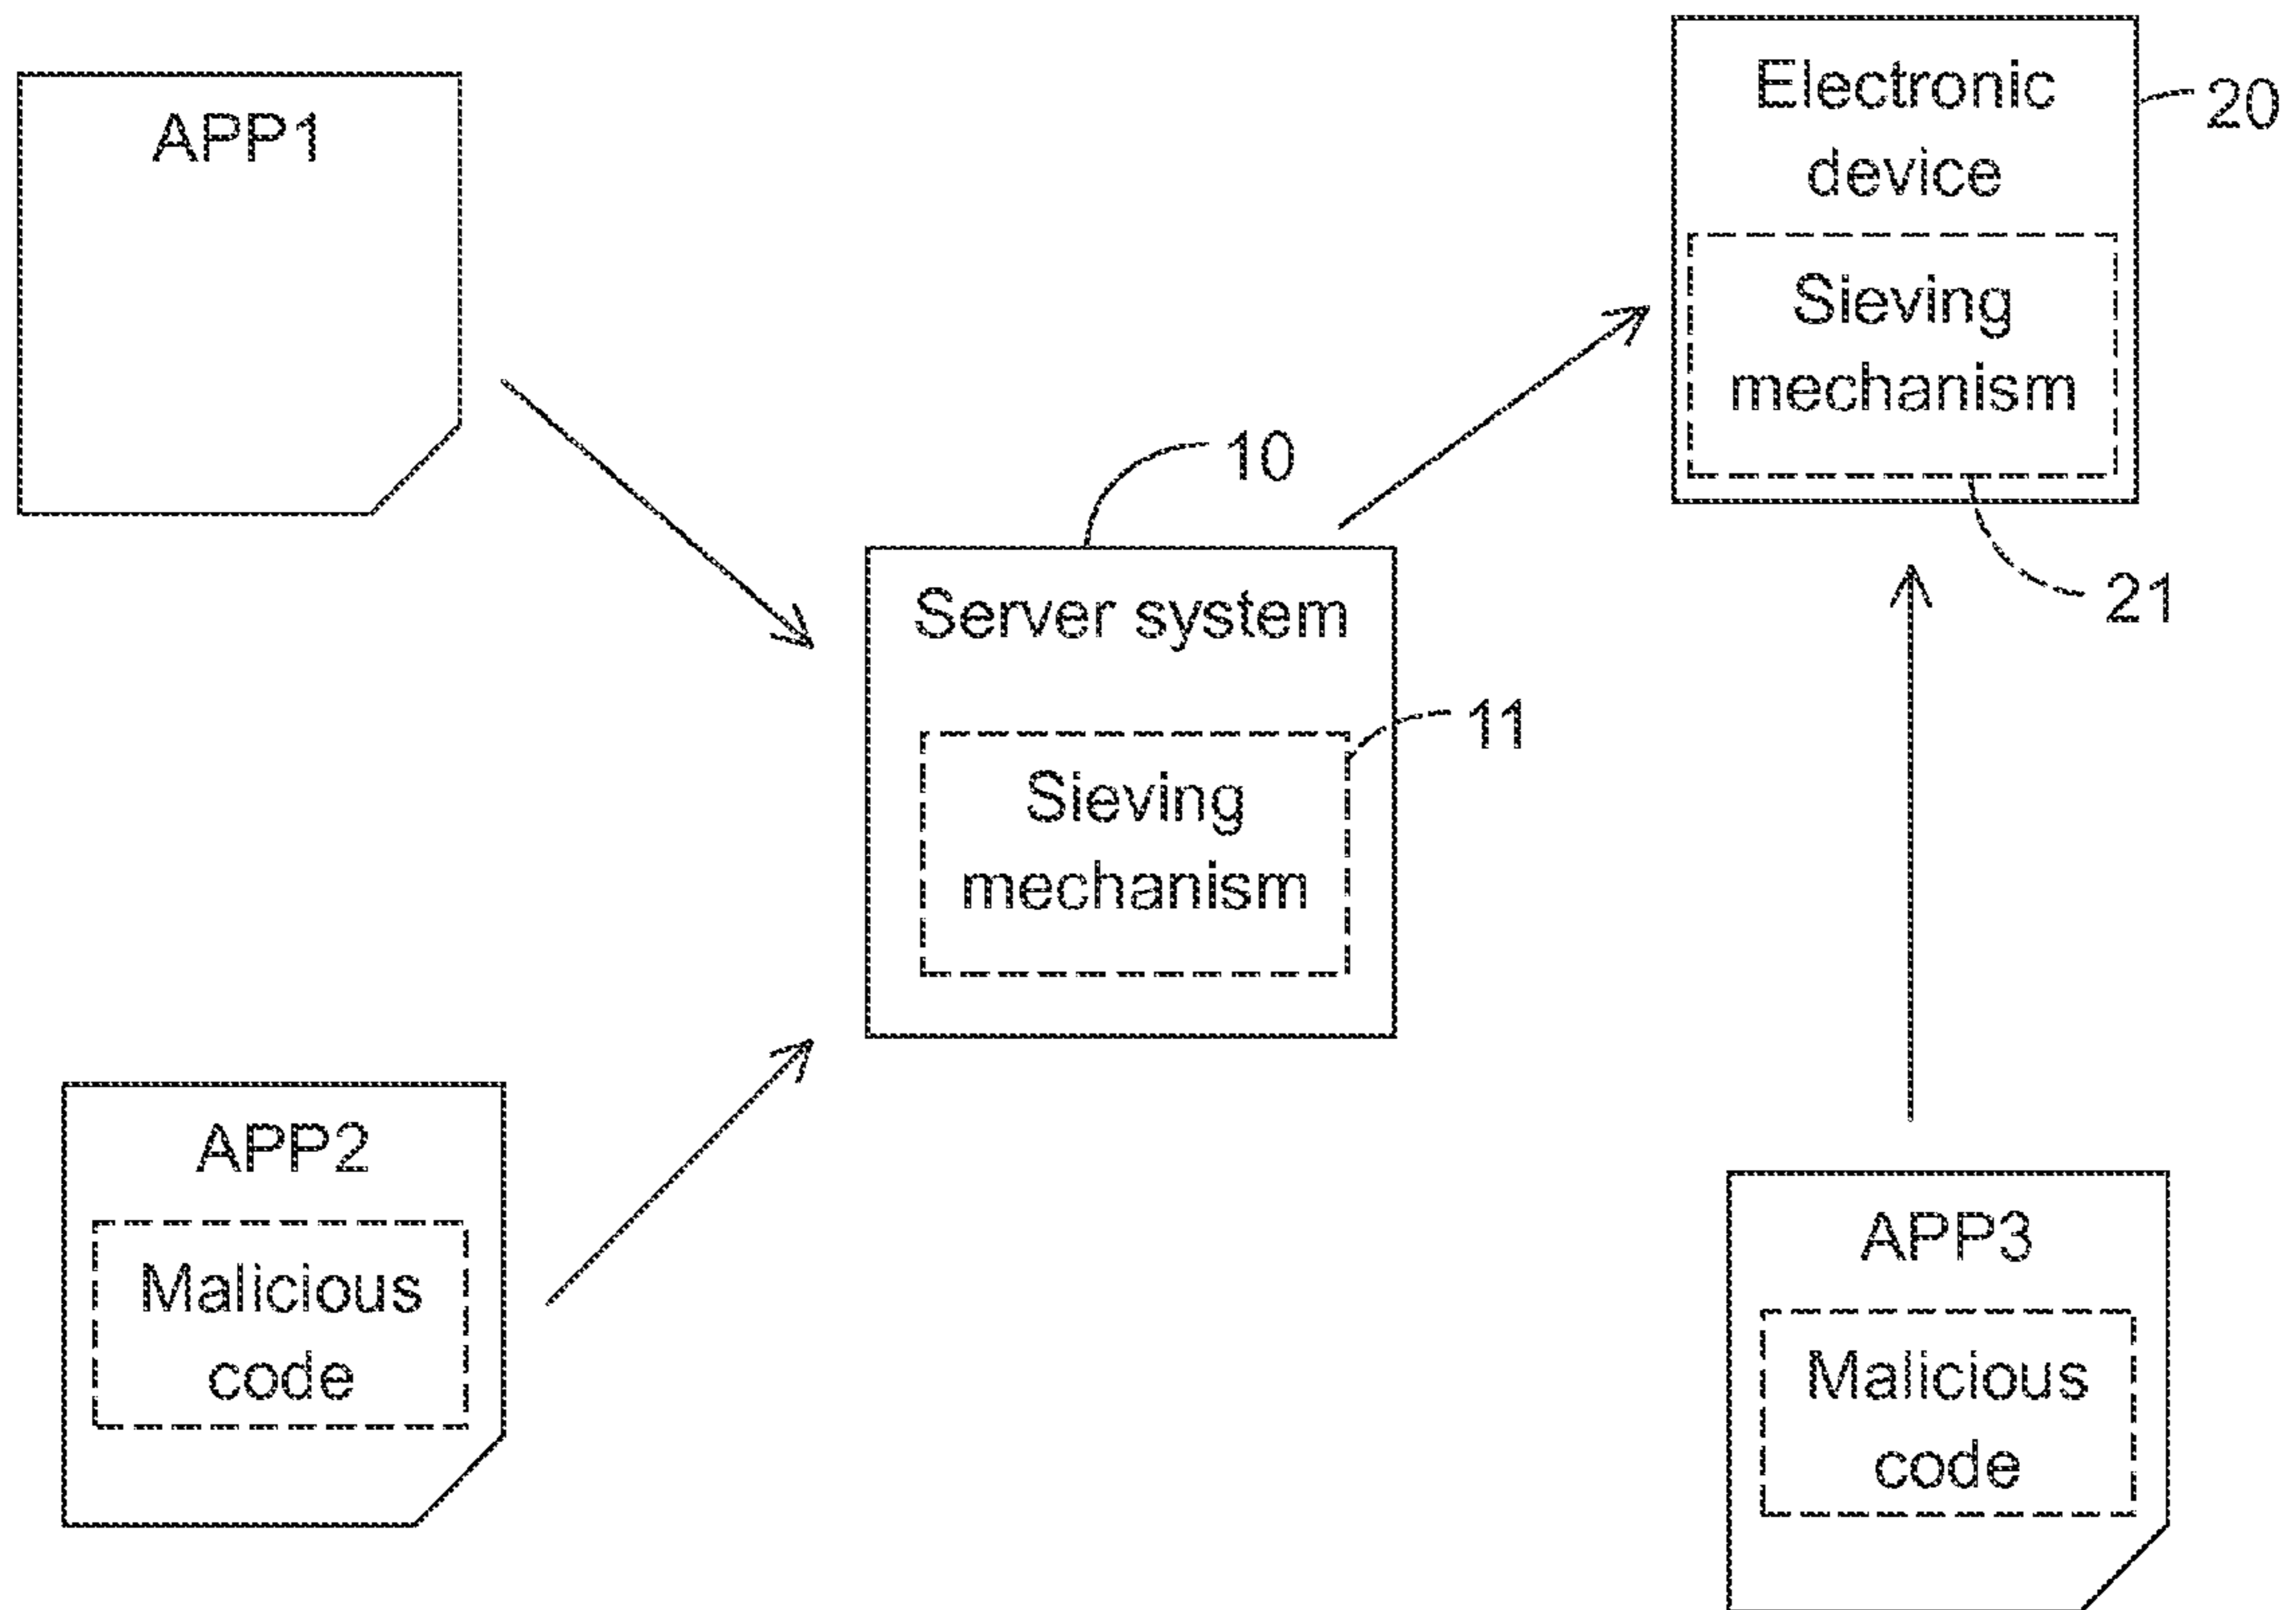 APP1
Electronic
device
20
Sieving
mechanism
21
10
Server system
11
Sieving
mechanism
APP2
Malicious
code
APP3
Malicious
code